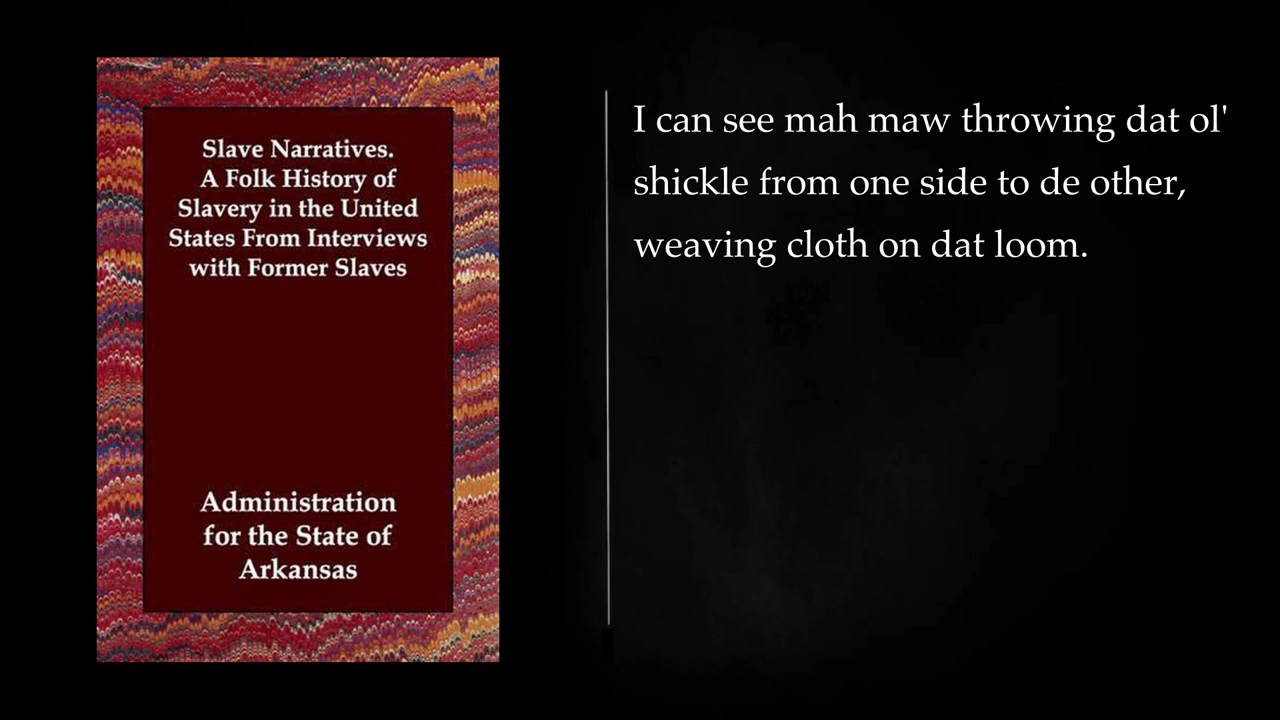 Slave Narratives.
A Folk History of
Slavery in the United
States From Interviews
with Former Slaves
Administration
for the State of
Arkansas
I can see mah maw throwing dat ol'
shickle from one side to de other,
weaving cloth on dat loom.